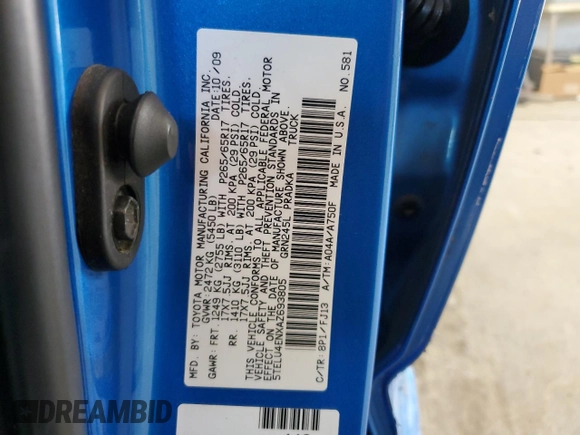 MFD. BY: TOYOTA MOTOR MANUFACTURING CALIFORNIA INC.
GVWR: 2472 KG (5450 LB) DATE: 10/09
GAWR: FRT. 1249 KG (2755 LB) WITH P265/65R17 TIRES.
17X7.5JJ RIMS. AT 200 KPA (29 PSI) COLD
RR. 1410 KG (3110 LB) WITH P265/65R17 TIRES.
17X7.5JJ RIMS. AT 200 KPA (29 PSI) COLD
THIS VEHICLE CONFORMS TO ALL APPLICABLE FEDERAL MOTOR
VEHICLE SAFETY AND THEFT PREVENTION STANDARDS IN
EFFECT ON THE DATE OF MANUFACTURE SHOWN ABOVE.
5TELU4ENXAZ693805 TRUCK
GRN245L PRADKA
C/TR: 8P1/FJ13 A/TM: A04A/A750F MADE IN U.S.A. NO. 581
DREAMBID